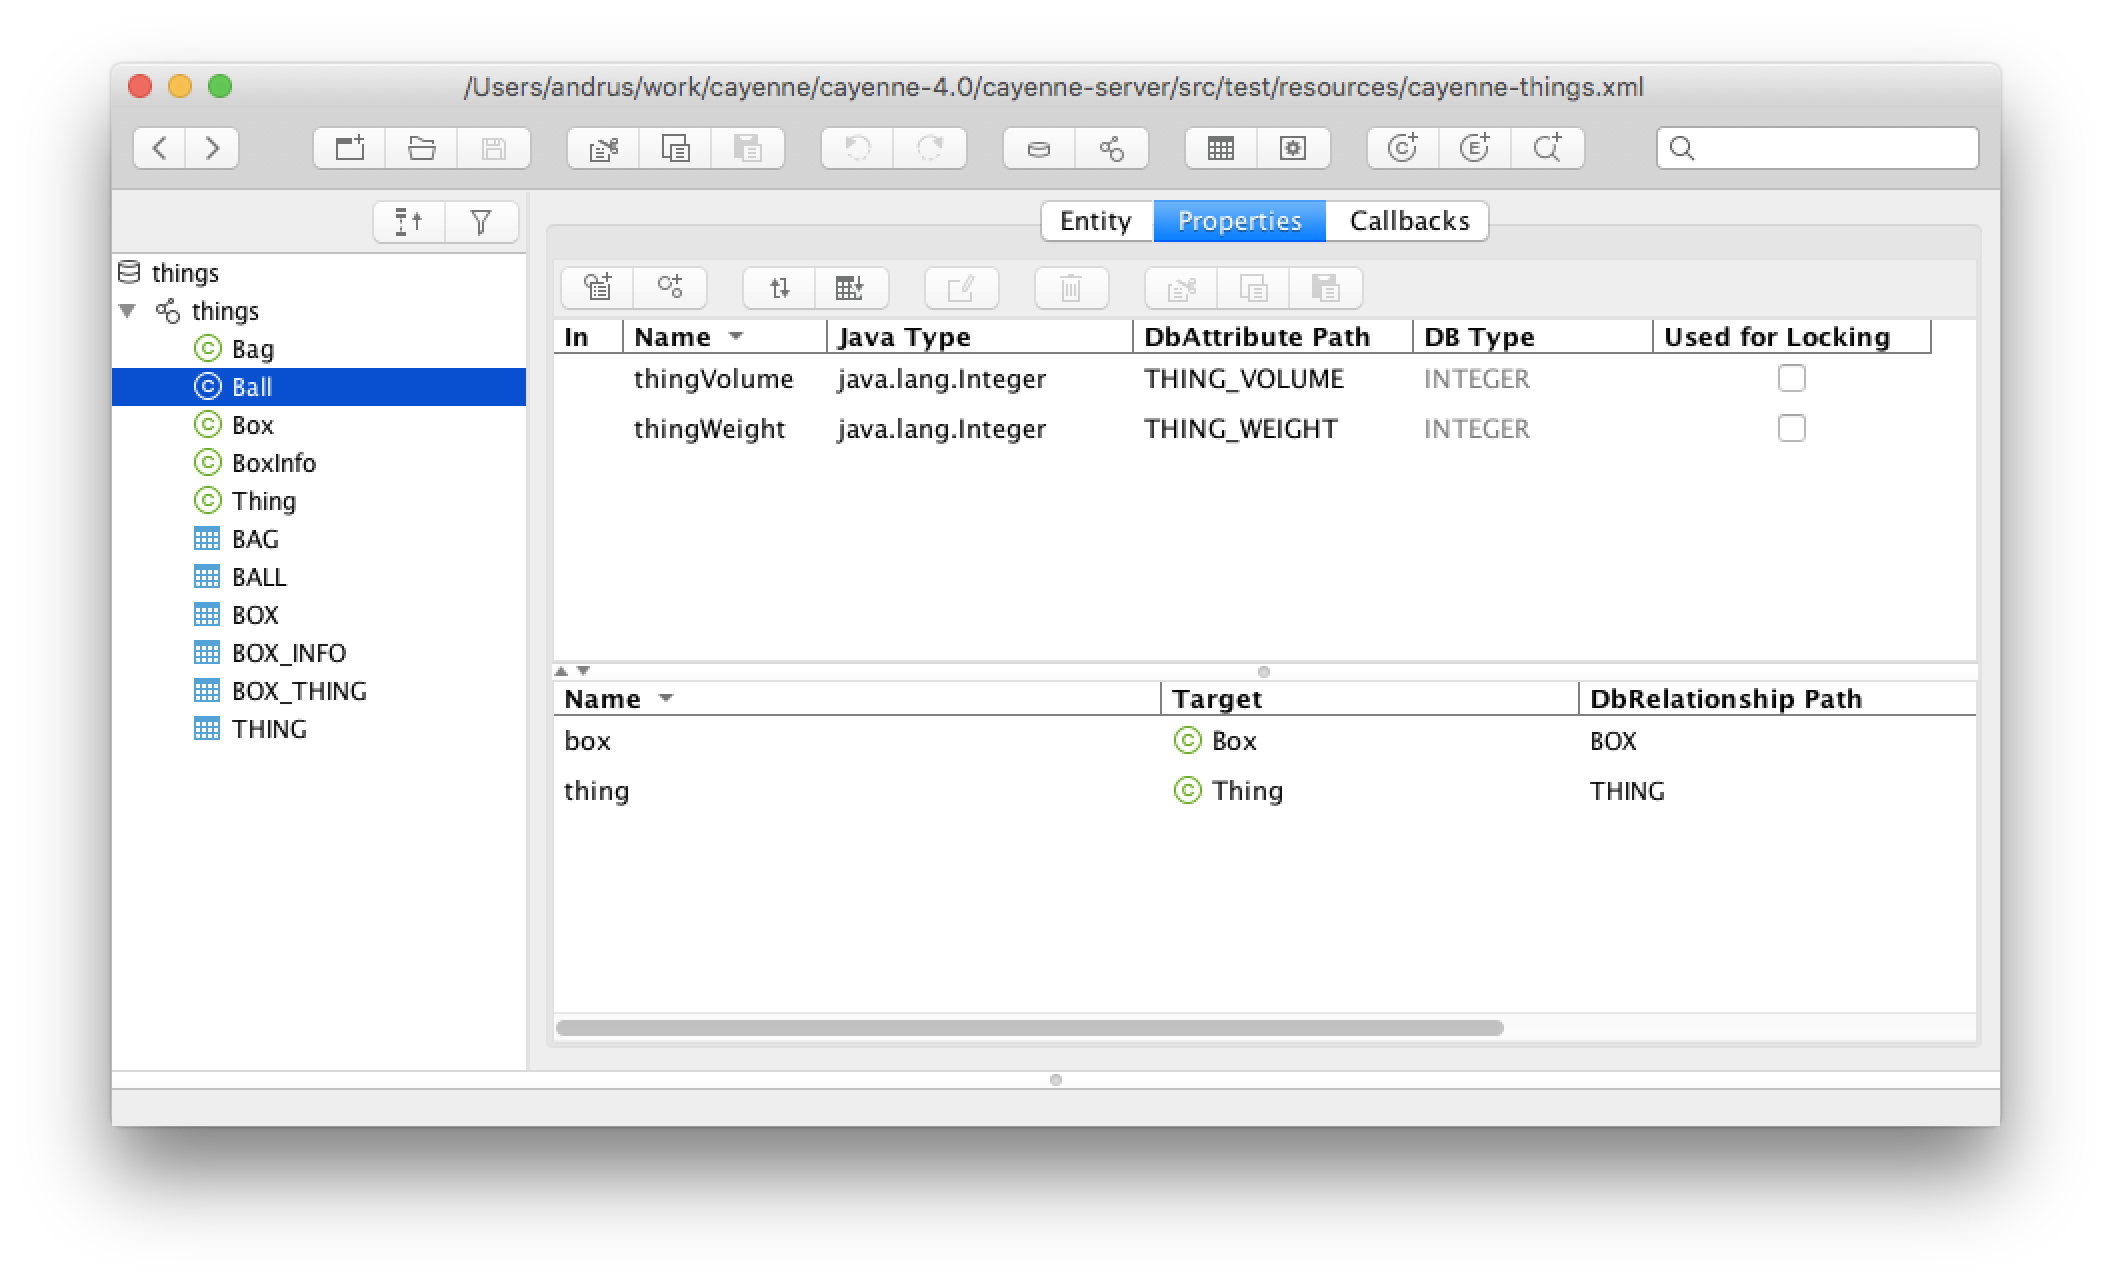 /Users/andrus/work/cayenne/cayenne-4.0/cayenne-server/src/test/resources/cayenne-things.xml
Entity Properties Callbacks
things
things
Bag
Ball
Box
BoxInfo
Thing
BAG
BALL
BOX
BOX_INFO
BOX_THING
THING
In Name Java Type DbAttribute Path DB Type Used for Locking
thingVolume java.lang.Integer THING_VOLUME INTEGER
thingWeight java.lang.Integer THING_WEIGHT INTEGER
Name Target DbRelationship Path
box Box BOX
thing Thing THING